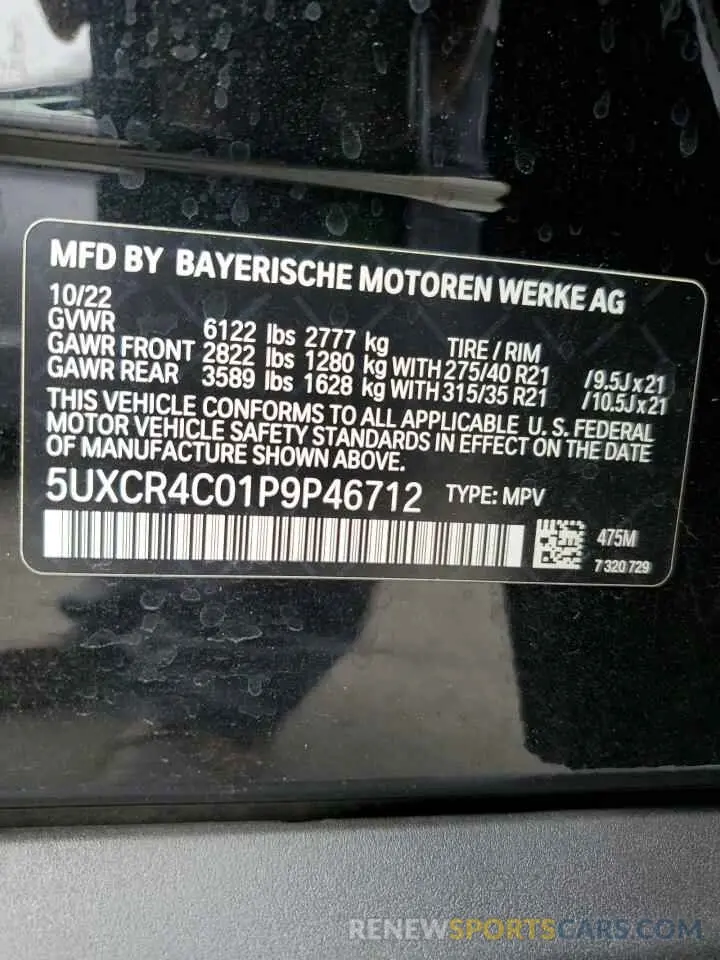 MFD BY BAYERISCHE MOTOREN WERKE AG
10/22
GVWR 6122 lbs 2777 kg TIRE / RIM
GAWR FRONT 2822 lbs 1280 kg WITH 275/40 R21 /9.5J x 21
GAWR REAR 3589 lbs 1628 kg WITH 315/35 R21 /10.5J x 21
THIS VEHICLE CONFORMS TO ALL APPLICABLE U. S. FEDERAL
MOTOR VEHICLE SAFETY STANDARDS IN EFFECT ON THE DATE
OF MANUFACTURE SHOWN ABOVE.
5UXCR4C01P9P46712 TYPE: MPV
475M
7 320 729
RENEWSPORTSCARS.COM